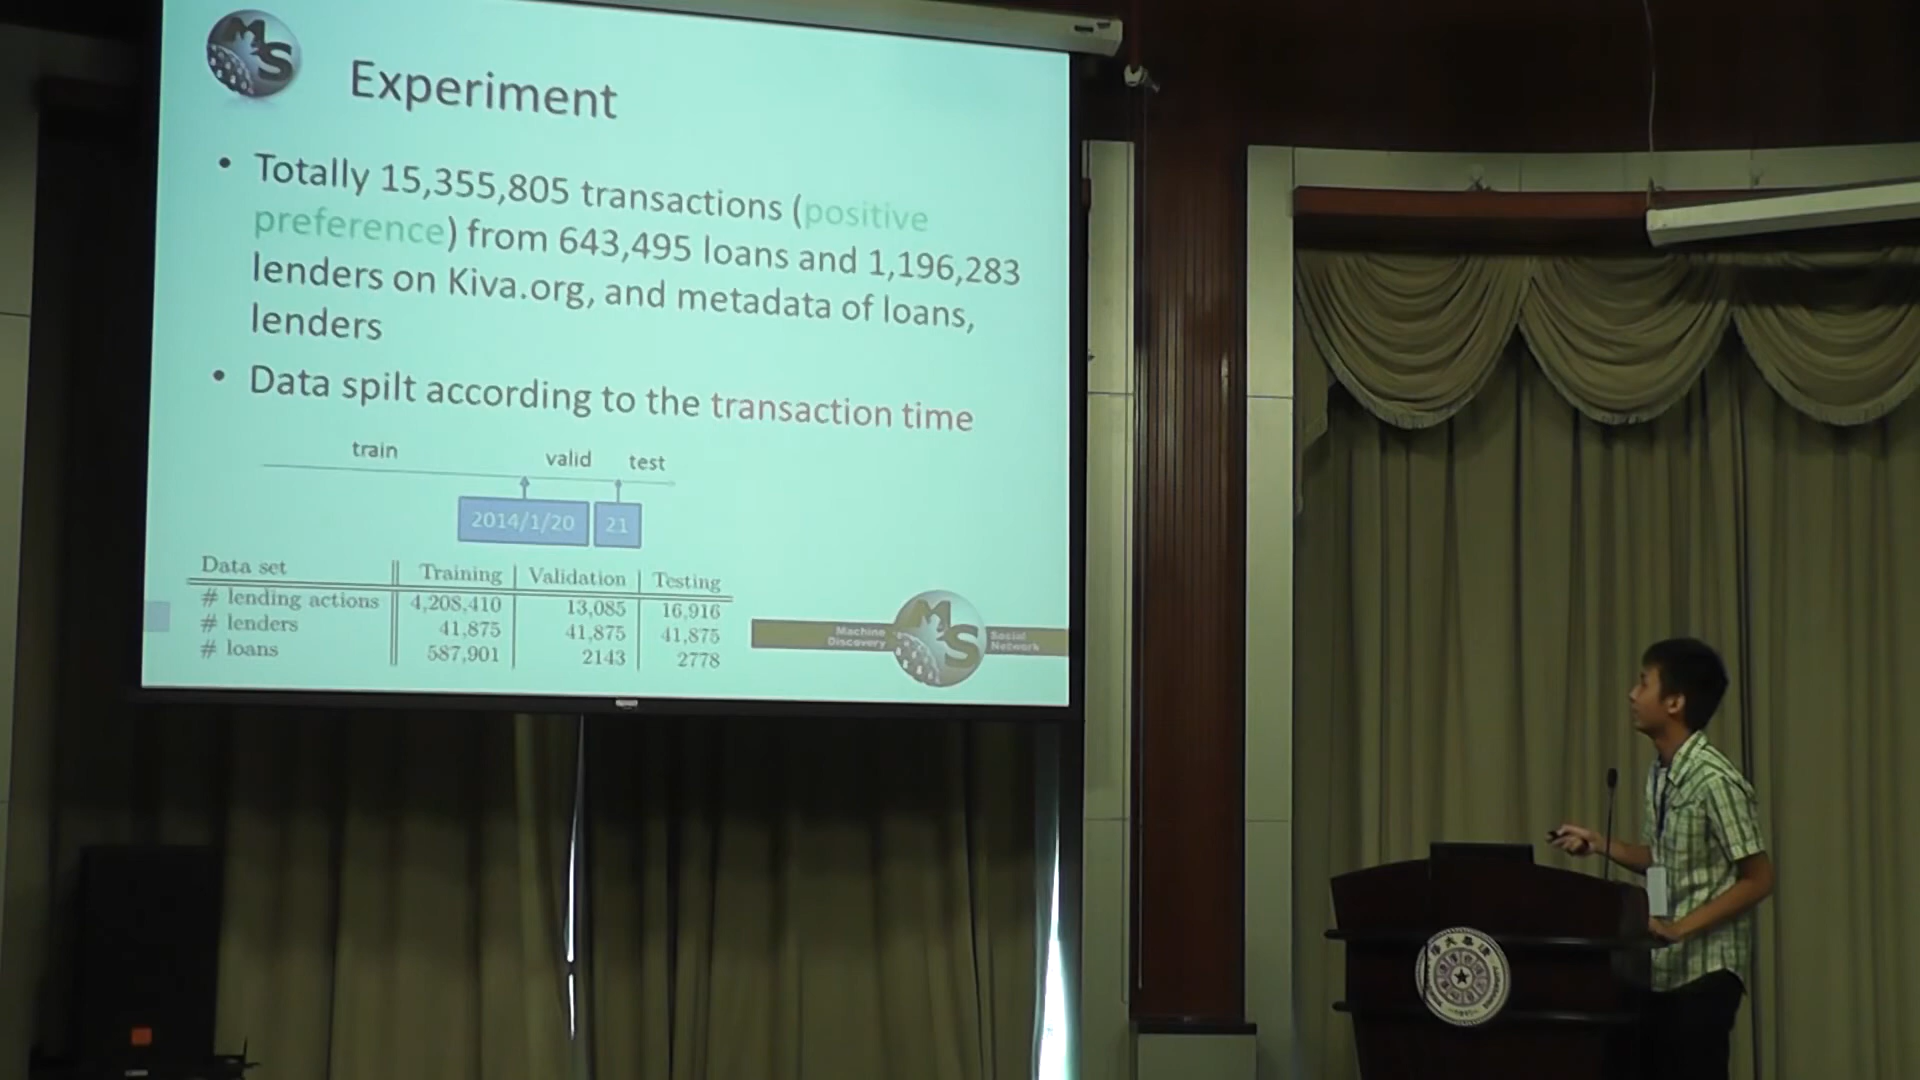 MS
Experiment
• Totally 15,355,805 transactions (positive
preference) from 643,495 loans and 1,196,283
lenders on Kiva.org, and metadata of loans,
lenders
• Data spilt according to the transaction time
train valid test
2014/1/20 21
Data set Training Validation Testing
# lending actions 4,208,410 13,085 16,916
# lenders 41,875 41,875 41,875
# loans 587,901 2143 2778
Machine
Discovery
MS
Social
Network